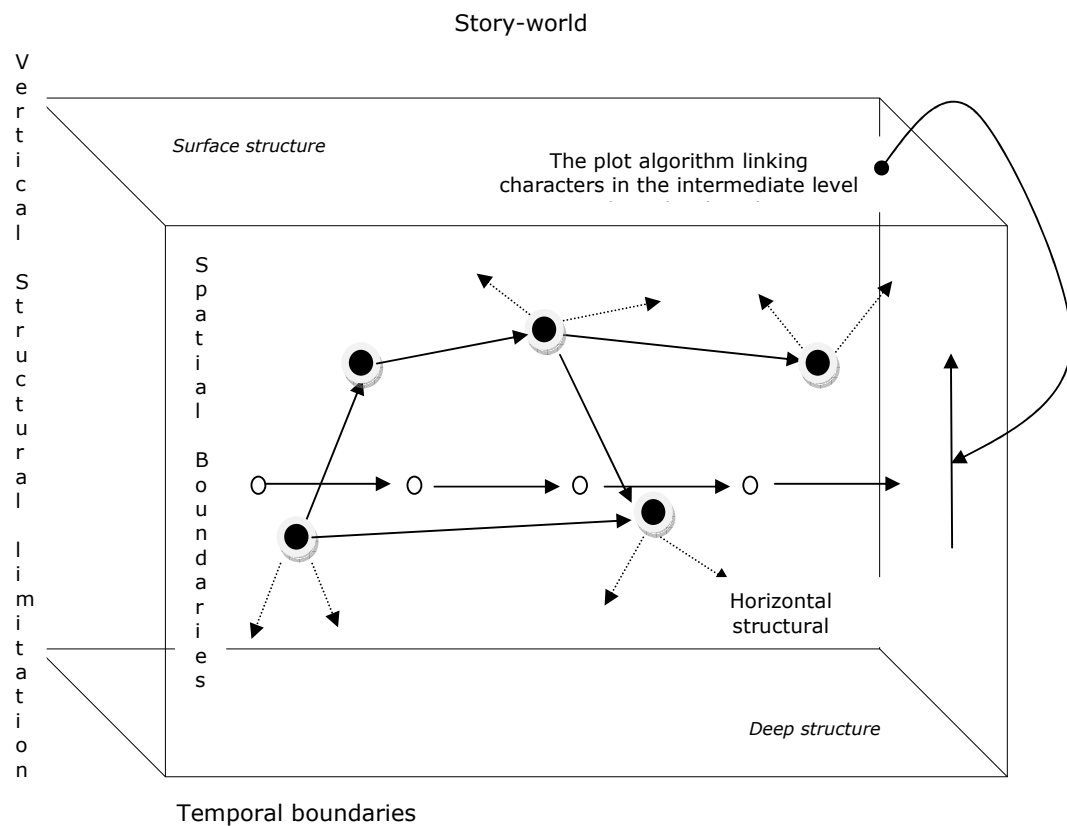 Story-world
Vertical Structural limitation
Surface structure
The plot algorithm linking
characters in the intermediate level
Spatial Boundaries
Horizontal
structural
Deep structure
Temporal boundaries